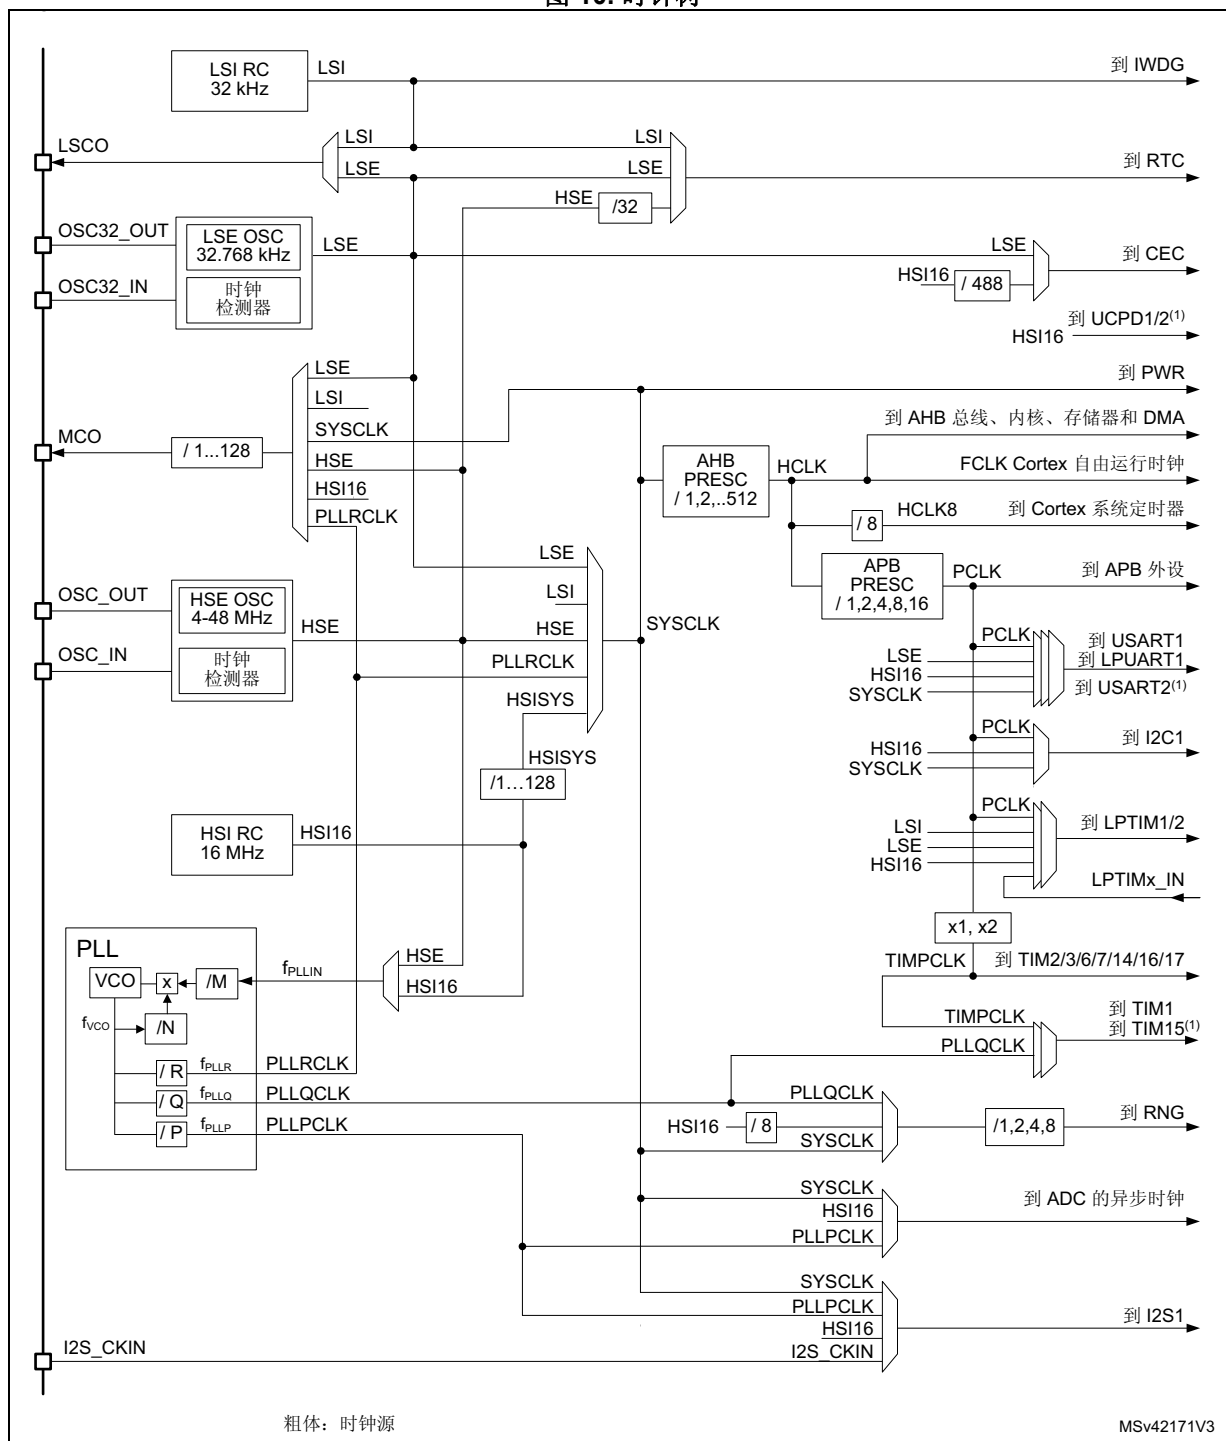 LSI RC
32 kHz
LSI
到 IWDG
LSCO
LSI
LSE
LSI
LSE
HSE
/32
到 RTC
OSC32_OUT
LSE OSC
32.768 kHz
LSE
OSC32_IN
时钟
检测器
LSE
HSI16
/ 488
到 CEC
到 UCPD1/2(1)
HSI16
LSE
LSI
SYSCLK
HSE
HSI16
PLLRCLK
MCO
/ 1...128
到 PWR
到 AHB 总线、内核、存储器和 DMA
AHB
PRESC
/ 1,2,..512
HCLK
FCLK Cortex 自由运行时钟
/ 8
HCLK8
到 Cortex 系统定时器
APB
PRESC
/ 1,2,4,8,16
PCLK
到 APB 外设
OSC_OUT
HSE OSC
4-48 MHz
HSE
OSC_IN
时钟
检测器
LSE
LSI
HSE
PLLRCLK
HSISYS
SYSCLK
PCLK
LSE
HSI16
SYSCLK
到 USART1
到 LPUART1
到 USART2(1)
PCLK
HSI16
SYSCLK
到 I2C1
HSISYS
/1...128
HSI RC
16 MHz
HSI16
PCLK
LSI
LSE
HSI16
到 LPTIM1/2
LPTIMx_IN
x1, x2
TIMPCLK
到 TIM2/3/6/7/14/16/17
PLL
VCO
x
/M
fPLLIN
HSE
HSI16
fVCO
/N
TIMPCLK
PLLQCLK
到 TIM1
到 TIM15(1)
/ R
fPLLR
PLLRCLK
/ Q
fPLLQ
PLLQCLK
/ P
fPLLP
PLLPCLK
PLLQCLK
HSI16
/ 8
SYSCLK
/1,2,4,8
到 RNG
SYSCLK
HSI16
PLLPCLK
到 ADC 的异步时钟
SYSCLK
PLLPCLK
HSI16
I2S_CKIN
到 I2S1
I2S_CKIN
粗体：时钟源
MSv42171V3